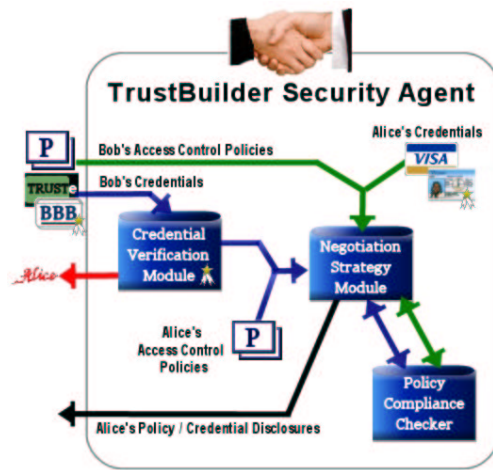 TrustBuilder Security Agent
P
Bob's Access Control Policies
Alice's Credentials
VISA
TRUSTe
Bob's Credentials
BBB
Credential
Verification
Module
Negotiation
Strategy
Module
Alice
Alice's
Access Control
Policies
P
Policy
Compliance
Checker
Alice's Policy / Credential Disclosures